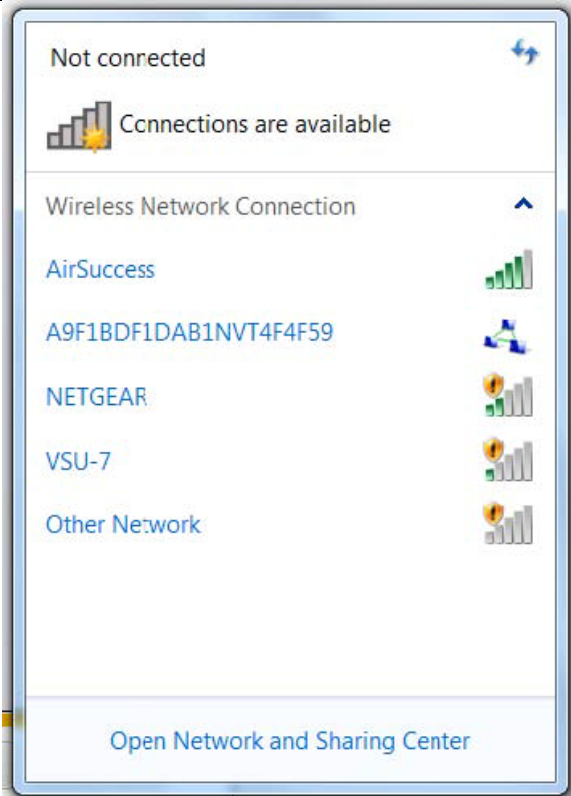 Not connected
Connections are available
Wireless Network Connection
AirSuccess
A9F1BDF1DAB1NVT4F4F59
NETGEAR
VSU-7
Other Network
Open Network and Sharing Center